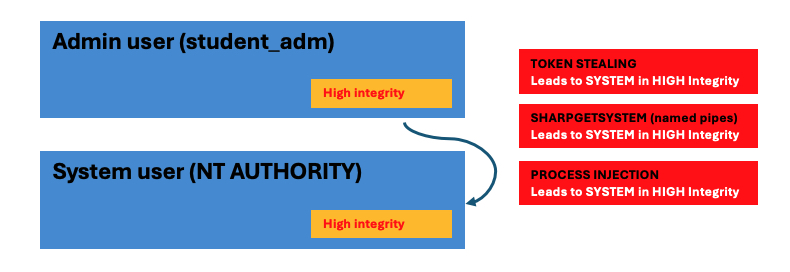 Admin user (student_adm)
High integrity
System user (NT AUTHORITY)
High integrity
TOKEN STEALING
Leads to SYSTEM in HIGH Integrity
SHARPGETSYSTEM (named pipes)
Leads to SYSTEM in HIGH Integrity
PROCESS INJECTION
Leads to SYSTEM in HIGH Integrity